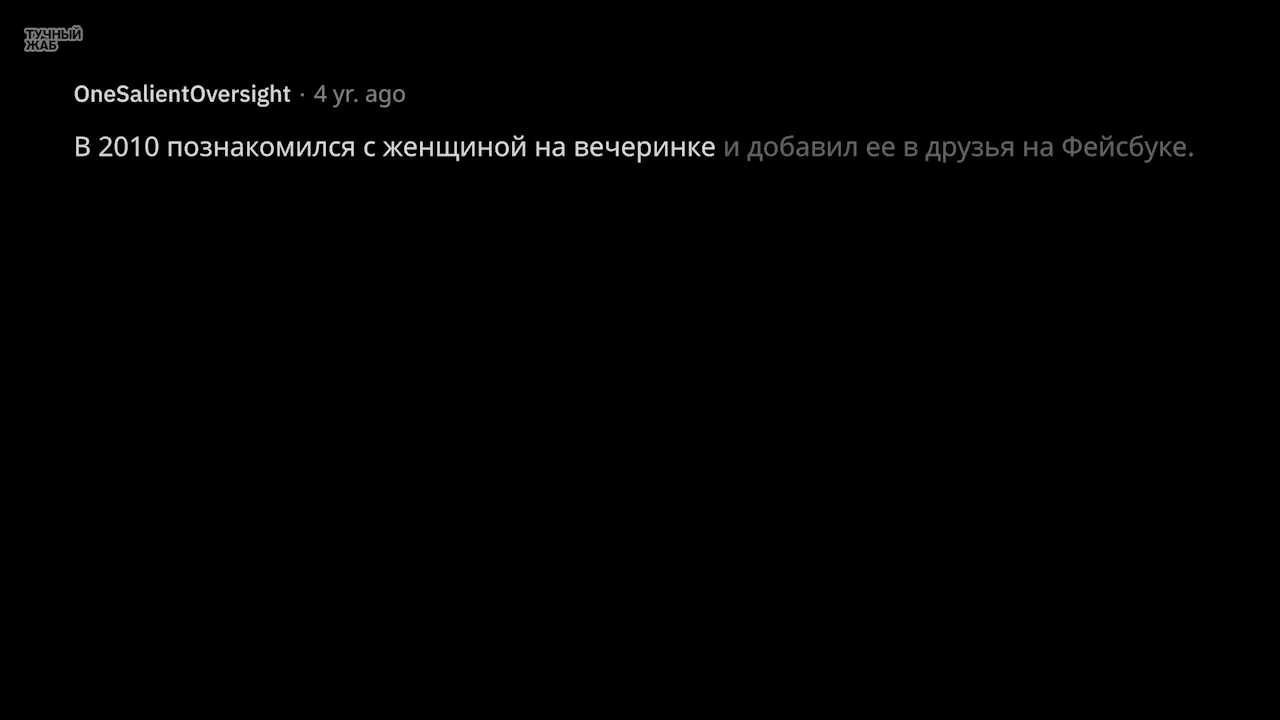 ТУЧНЫЙ
ЖАБ
OneSalientOversight · 4 yr. ago
В 2010 познакомился с женщиной на вечеринке и добавил ее в друзья на Фейсбуке.